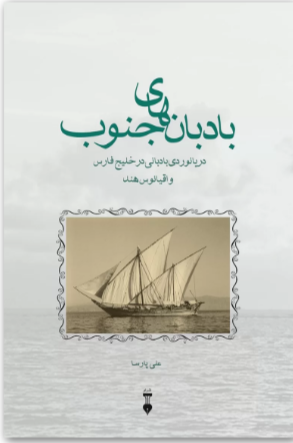 بادبان‌های جنوب
دریانوردی بادبانی در خلیج فارس
و اقیانوس هند
علی پارسا